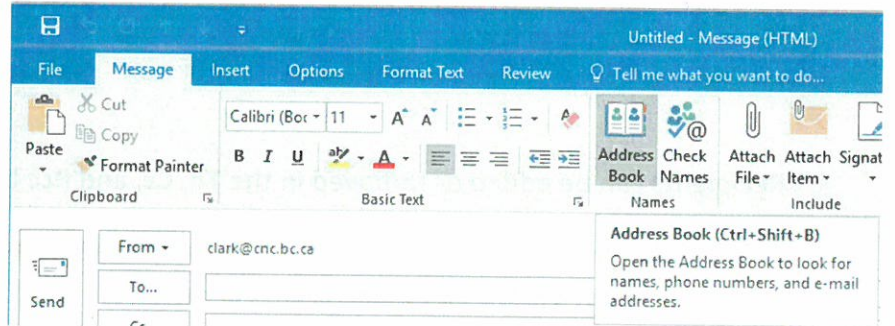 Untitled - Message (HTML)
File Message Insert Options Format Text Review Tell me what you want to do...
Cut
Copy
Format Painter
Paste
Clipboard
Calibri (Boc 11
A A
B I U ab A
Basic Text
Address Book
Check Names
Names
Attach File
Attach Item
Signat
Include
From clark@cnc.bc.ca
To...
Send
Address Book (Ctrl+Shift+B)
Open the Address Book to look for
names, phone numbers, and e-mail
addresses.